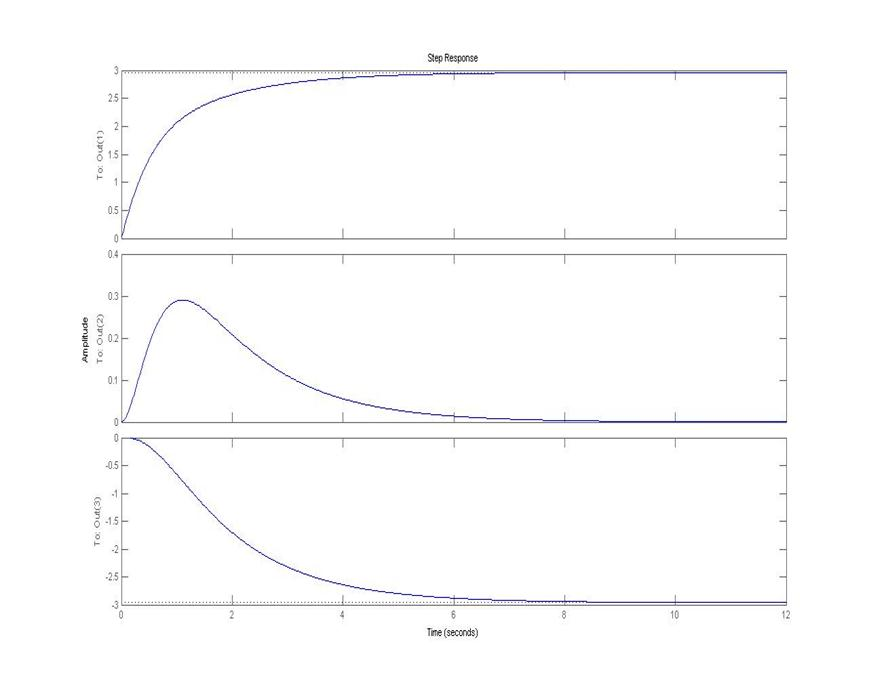 Step Response
3
2.5
2
1.5
1
0.5
0
To: Out(1)
0.4
0.3
0.2
0.1
0
Amplitude
To: Out(2)
0
-0.5
-1
-1.5
-2
-2.5
-3
To: Out(3)
0 2 4 6 8 10 12
Time (seconds)